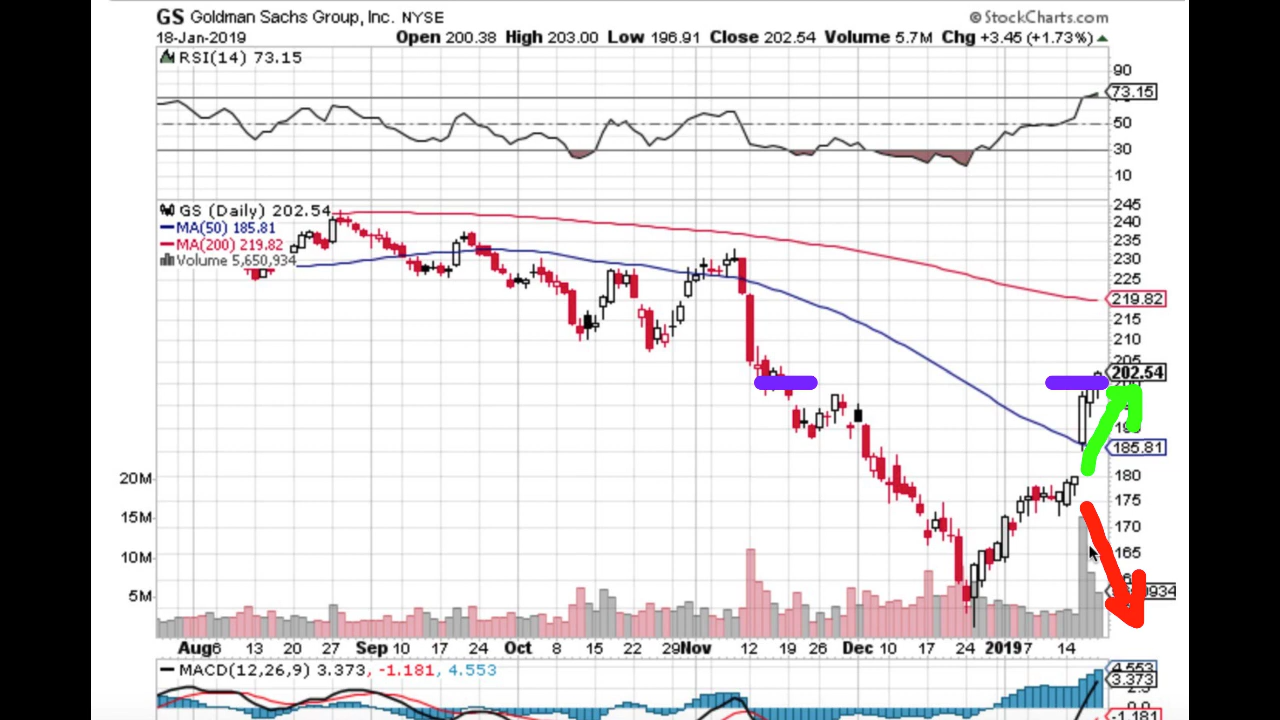 GS Goldman Sachs Group, Inc. NYSE
© StockCharts.com
18-Jan-2019
Open 200.38 High 203.00 Low 196.91 Close 202.54 Volume 5.7M Chg +3.45 (+1.73%)
RSI(14) 73.15
90
73.15
50
30
10
GS (Daily) 202.54
MA(50) 185.81
MA(200) 219.82
Volume 5,650,934
245
240
235
230
225
219.82
215
210
205
202.54
185.81
180
175
170
165
20M
15M
10M
5M
Aug 6 13 20 27 Sep 10 17 24 Oct 8 15 22 29 Nov 12 19 26 Dec 10 17 24 2019 7 14
MACD(12,26,9) 3.373, -1.181, 4.553
4.553
3.373
-1.181